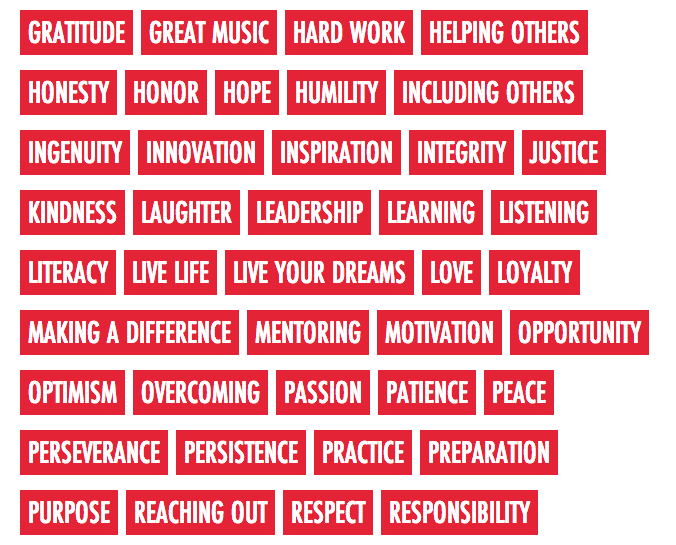 GRATITUDE GREAT MUSIC HARD WORK HELPING OTHERS
HONESTY HONOR HOPE HUMILITY INCLUDING OTHERS
INGENUITY INNOVATION INSPIRATION INTEGRITY JUSTICE
KINDNESS LAUGHTER LEADERSHIP LEARNING LISTENING
LITERACY LIVE LIFE LIVE YOUR DREAMS LOVE LOYALTY
MAKING A DIFFERENCE MENTORING MOTIVATION OPPORTUNITY
OPTIMISM OVERCOMING PASSION PATIENCE PEACE
PERSEVERANCE PERSISTENCE PRACTICE PREPARATION
PURPOSE REACHING OUT RESPECT RESPONSIBILITY